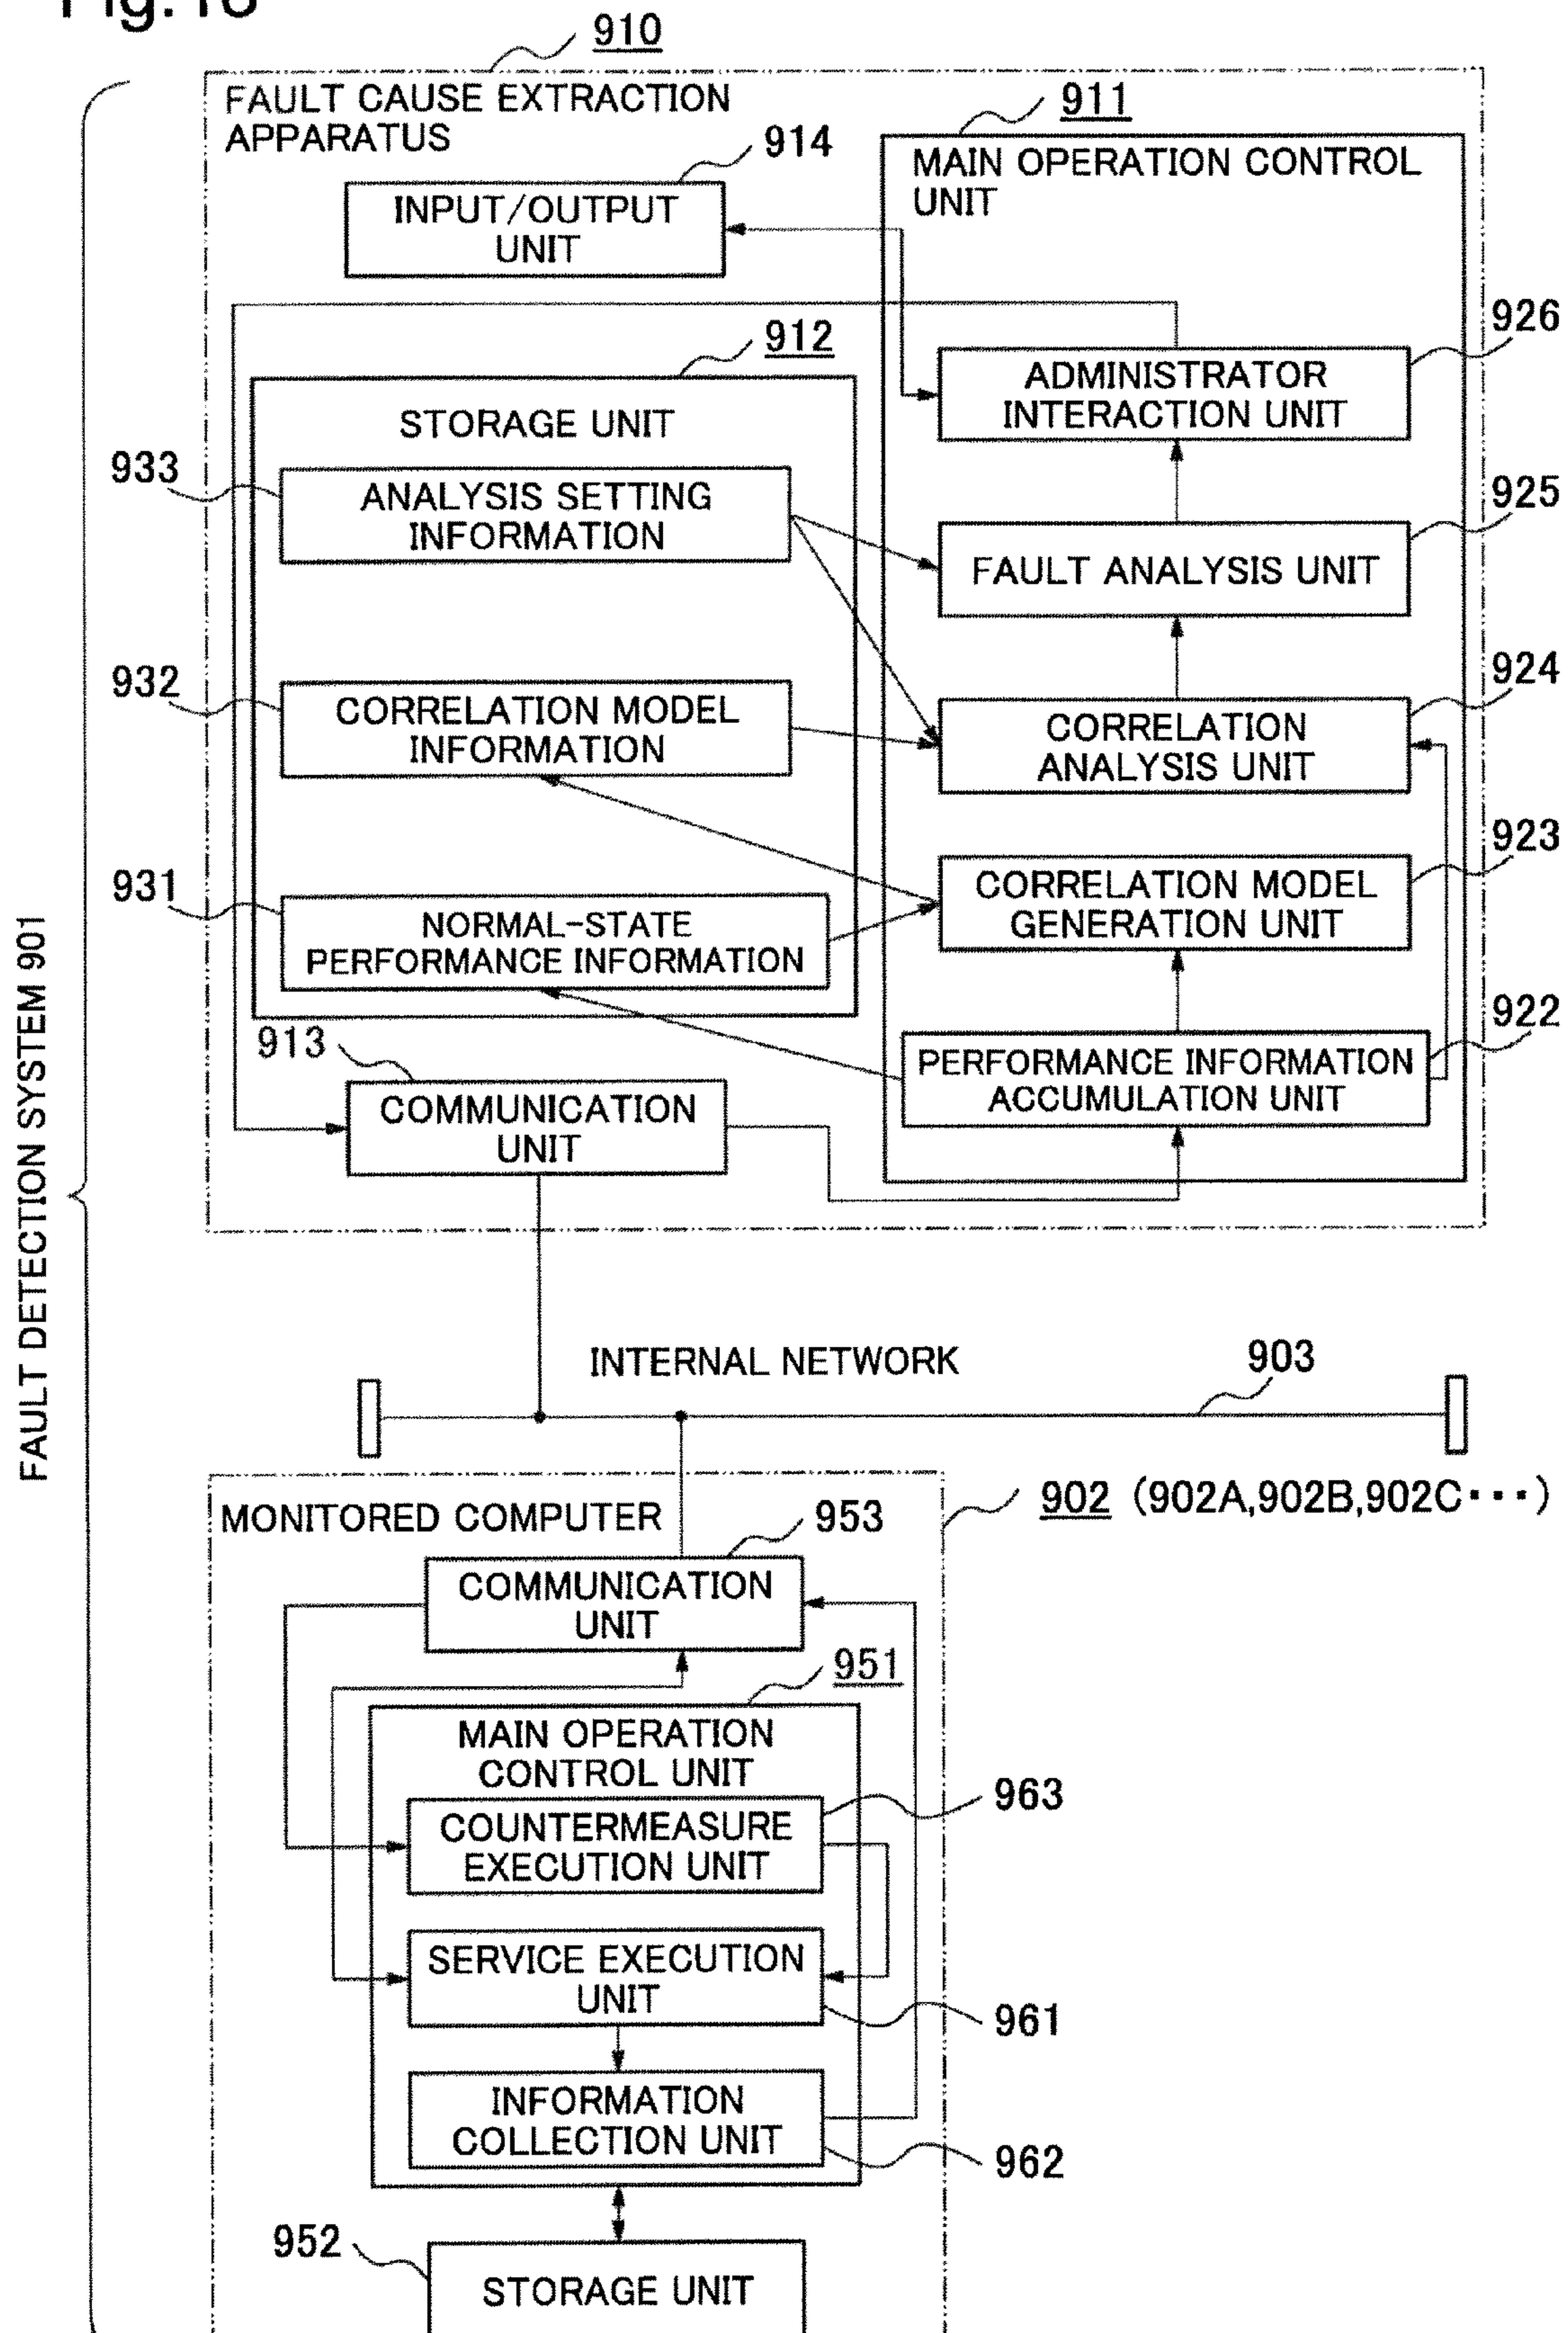 Fig.18
910
FAULT CAUSE EXTRACTION
APPARATUS
911
914
MAIN OPERATION CONTROL
UNIT
INPUT/OUTPUT
UNIT
926
912
ADMINISTRATOR
INTERACTION UNIT
STORAGE UNIT
933
ANALYSIS SETTING
INFORMATION
925
FAULT ANALYSIS UNIT
932
CORRELATION MODEL
INFORMATION
924
CORRELATION
ANALYSIS UNIT
923
931
CORRELATION MODEL
GENERATION UNIT
NORMAL-STATE
PERFORMANCE INFORMATION
922
913
PERFORMANCE INFORMATION
ACCUMULATION UNIT
COMMUNICATION
UNIT
FAULT DETECTION SYSTEM 901
INTERNAL NETWORK
903
902 (902A,902B,902C･･･)
MONITORED COMPUTER
953
COMMUNICATION
UNIT
951
MAIN OPERATION
CONTROL UNIT
963
COUNTERMEASURE
EXECUTION UNIT
SERVICE EXECUTION
UNIT
961
INFORMATION
COLLECTION UNIT
962
952
STORAGE UNIT